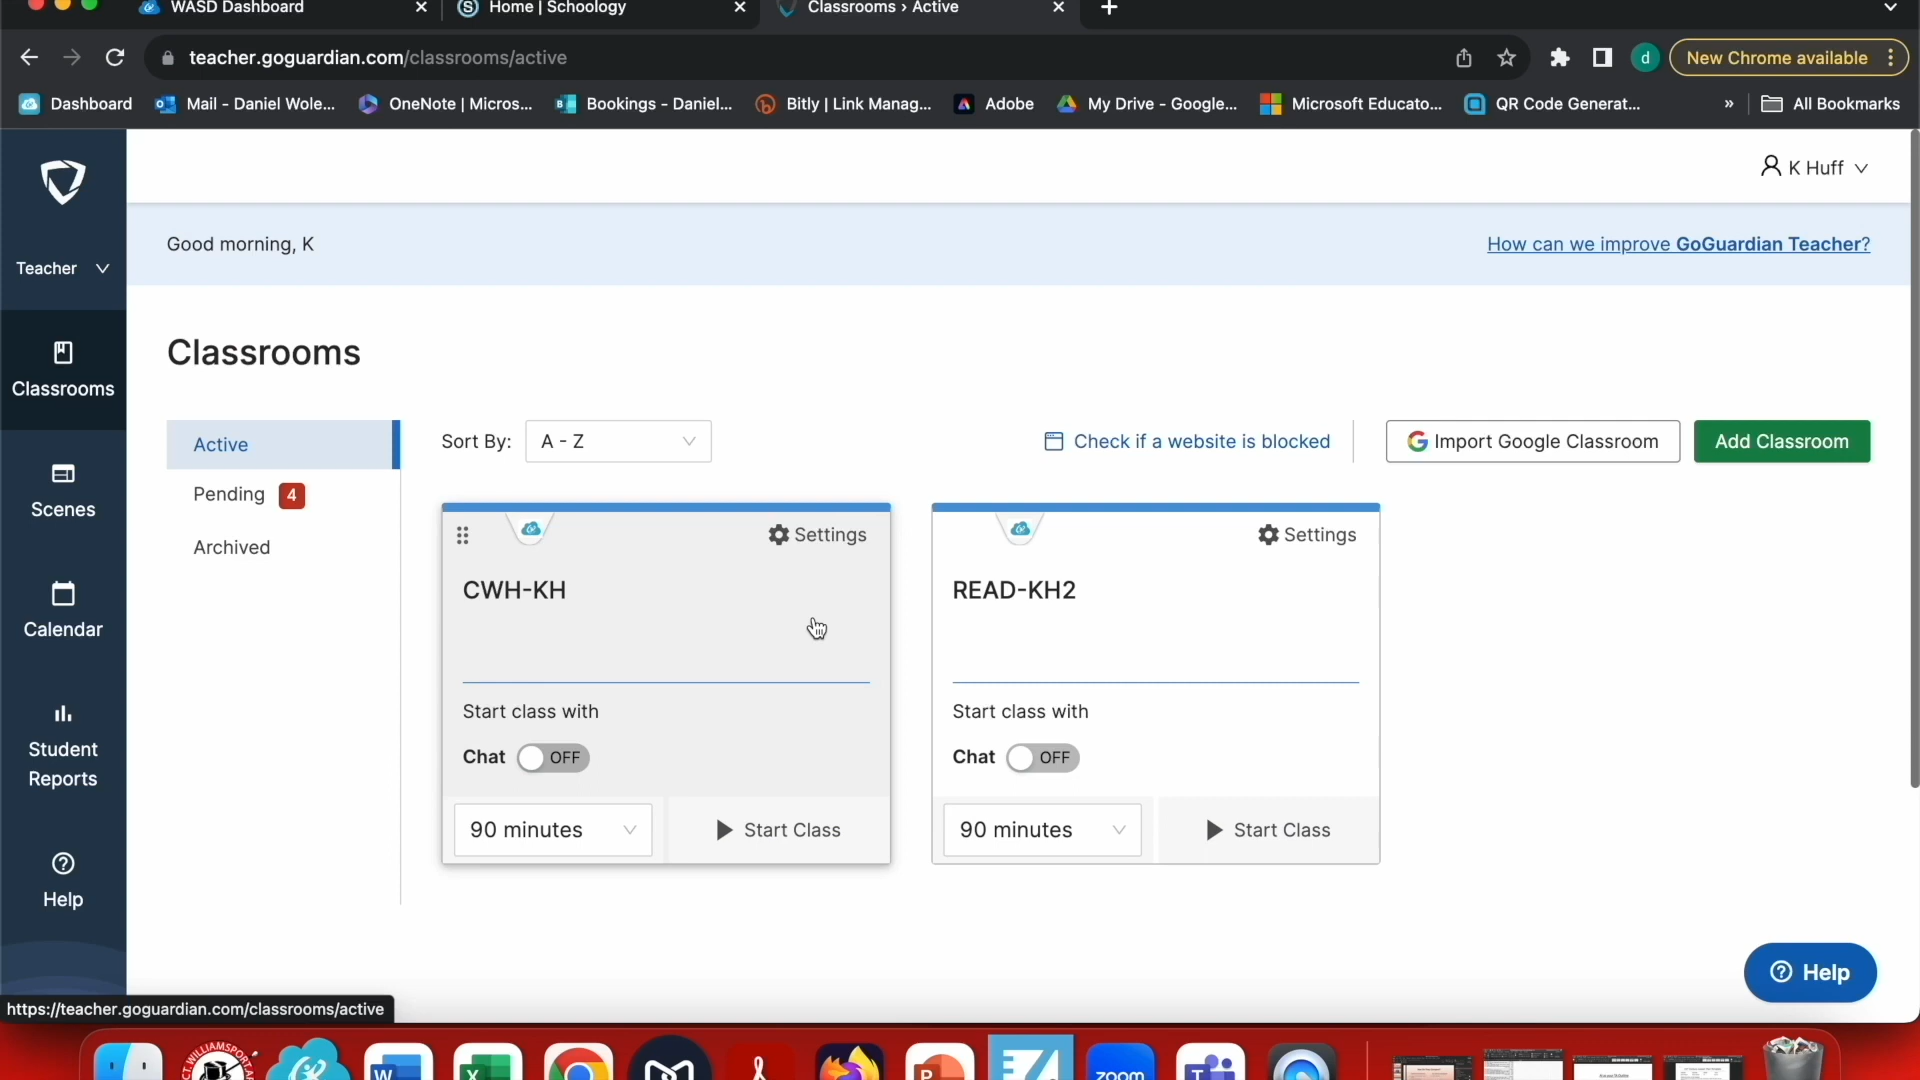 WASD Dashboard
Home | Schoology
Classrooms › Active
teacher.goguardian.com/classrooms/active
New Chrome available
Dashboard
Mail - Daniel Wole...
OneNote | Micros...
Bookings - Daniel...
Bitly | Link Manag...
Adobe
My Drive - Google...
Microsoft Educato...
QR Code Generat...
»
All Bookmarks
K Huff
Good morning, K
How can we improve GoGuardian Teacher?
Teacher
Classrooms
Scenes
Calendar
Student
Reports
Help
Classrooms
Active
Pending 4
Archived
Sort By: A - Z
Check if a website is blocked
Import Google Classroom
Add Classroom
Settings
CWH-KH
Start class with
Chat OFF
90 minutes
Start Class
Settings
READ-KH2
Start class with
Chat OFF
90 minutes
Start Class
Help
https://teacher.goguardian.com/classrooms/active
zoom